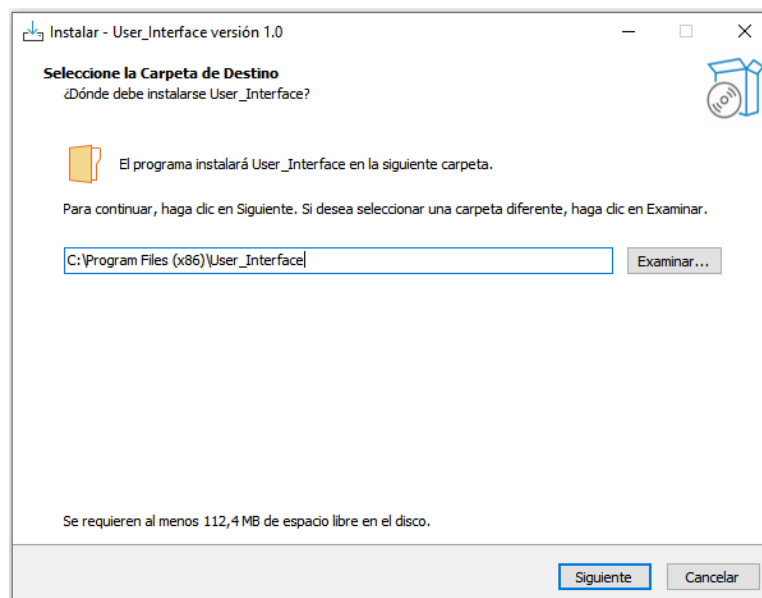 Instalar - User_Interface versión 1.0
Seleccione la Carpeta de Destino
¿Dónde debe instalarse User_Interface?
El programa instalará User_Interface en la siguiente carpeta.
Para continuar, haga clic en Siguiente. Si desea seleccionar una carpeta diferente, haga clic en Examinar.
C:\Program Files (x86)\User_Interface
Examinar...
Se requieren al menos 112,4 MB de espacio libre en el disco.
Siguiente
Cancelar